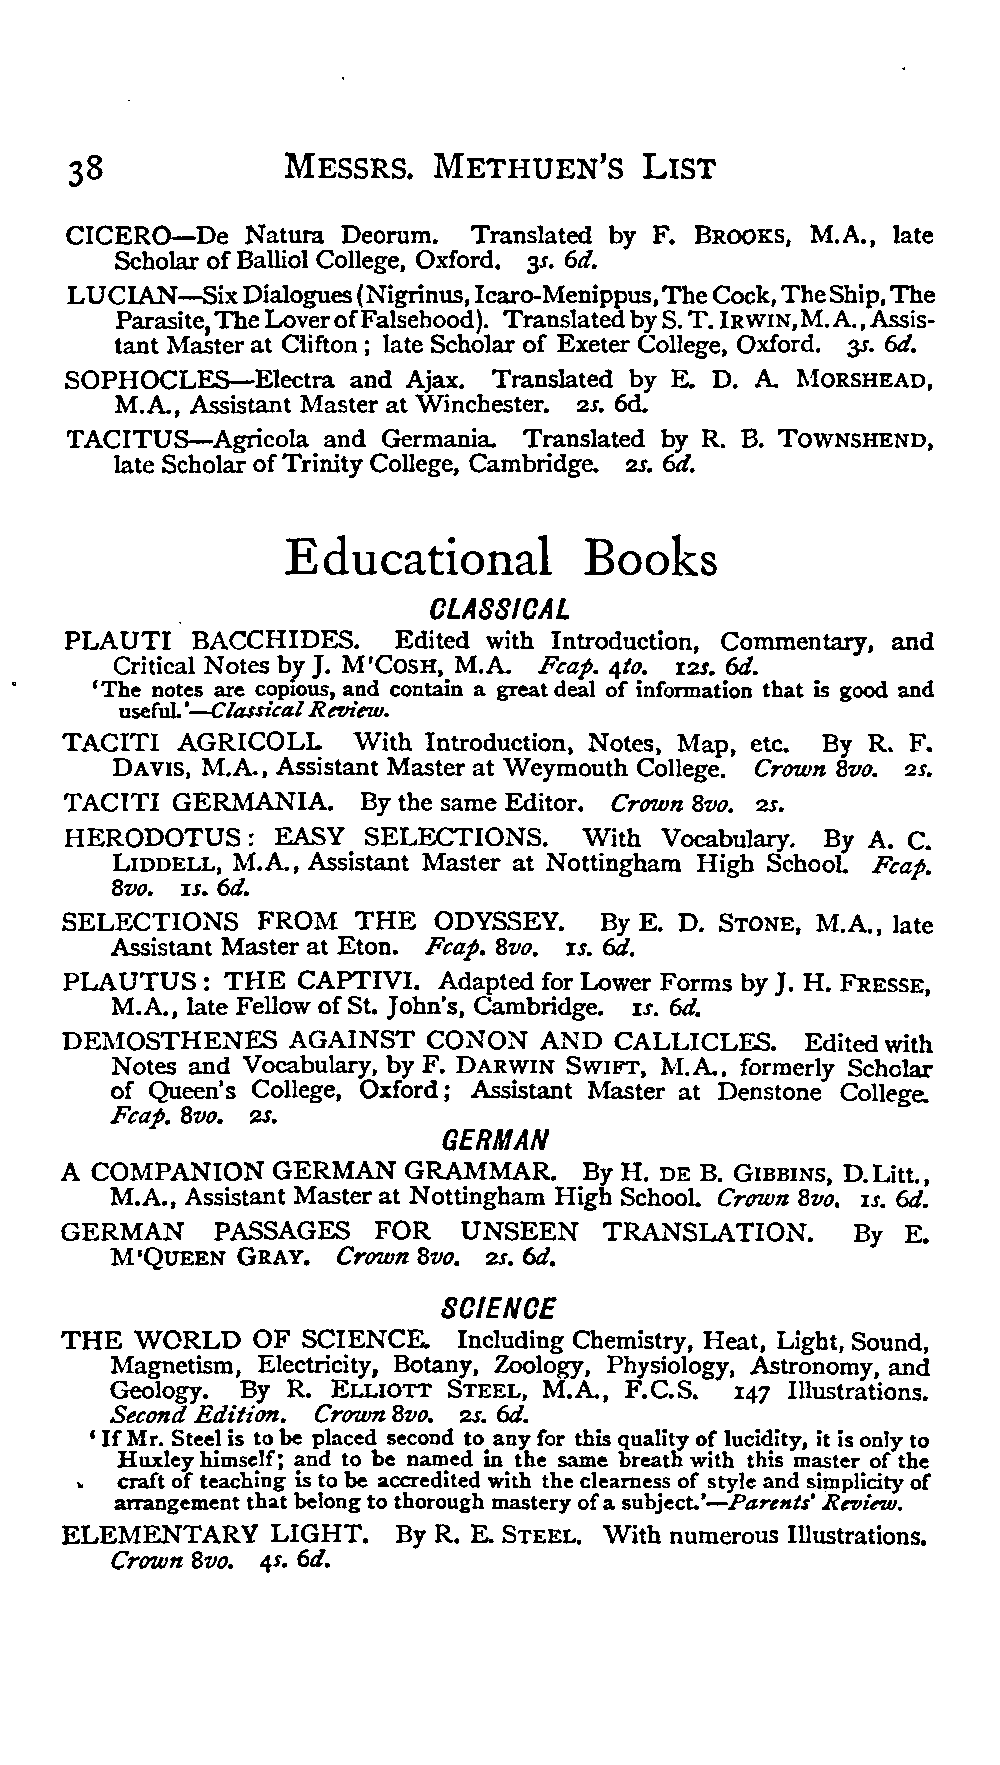 38 MESSRS. METHUEN'S LIST
CICERO—De Natura Deorum. Translated by F. BROOKS, M.A., late
Scholar of Balliol College, Oxford. 3s. 6d.
LUCIAN—Six Dialogues (Nigrinus, Icaro-Menippus, The Cock, The Ship, The
Parasite, The Lover of Falsehood). Translated by S. T. IRWIN, M.A., Assis-
tant Master at Clifton; late Scholar of Exeter College, Oxford. 3s. 6d.
SOPHOCLES—Electra and Ajax. Translated by E. D. A. MORSHEAD,
M.A., Assistant Master at Winchester. 2s. 6d.
TACITUS—Agricola and Germania. Translated by R. B. TOWNSHEND,
late Scholar of Trinity College, Cambridge. 2s. 6d.
Educational Books
CLASSICAL
PLAUTI BACCHIDES. Edited with Introduction, Commentary, and
Critical Notes by J. M'COSH, M.A. Fcap. 4to. 12s. 6d.
'The notes are copious, and contain a great deal of information that is good and
useful.'—Classical Review.
TACITI AGRICOLI. With Introduction, Notes, Map, etc. By R. F.
DAVIS, M.A., Assistant Master at Weymouth College. Crown 8vo. 2s.
TACITI GERMANIA. By the same Editor. Crown 8vo. 2s.
HERODOTUS: EASY SELECTIONS. With Vocabulary. By A. C.
LIDDELL, M.A., Assistant Master at Nottingham High School. Fcap.
8vo. 1s. 6d.
SELECTIONS FROM THE ODYSSEY. By E. D. STONE, M.A., late
Assistant Master at Eton. Fcap. 8vo. 1s. 6d.
PLAUTUS: THE CAPTIVI. Adapted for Lower Forms by J. H. FRESSE,
M.A., late Fellow of St. John's, Cambridge. 1s. 6d.
DEMOSTHENES AGAINST CONON AND CALLICLES. Edited with
Notes and Vocabulary, by F. DARWIN SWIFT, M.A., formerly Scholar
of Queen's College, Oxford; Assistant Master at Denstone College.
Fcap. 8vo. 2s.
GERMAN
A COMPANION GERMAN GRAMMAR. By H. DE B. GIBBINS, D.Litt.,
M.A., Assistant Master at Nottingham High School. Crown 8vo. 1s. 6d.
GERMAN PASSAGES FOR UNSEEN TRANSLATION. By E.
M'QUEEN GRAY. Crown 8vo. 2s. 6d.
SCIENCE
THE WORLD OF SCIENCE. Including Chemistry, Heat, Light, Sound,
Magnetism, Electricity, Botany, Zoology, Physiology, Astronomy, and
Geology. By R. ELLIOTT STEEL, M.A., F.C.S. 147 Illustrations.
Second Edition. Crown 8vo. 2s. 6d.
'If Mr. Steel is to be placed second to any for this quality of lucidity, it is only to
Huxley himself; and to be named in the same breath with this master of the
craft of teaching is to be accredited with the clearness of style and simplicity of
arrangement that belong to thorough mastery of a subject.'—Parents' Review.
ELEMENTARY LIGHT. By R. E. STEEL. With numerous Illustrations.
Crown 8vo. 4s. 6d.